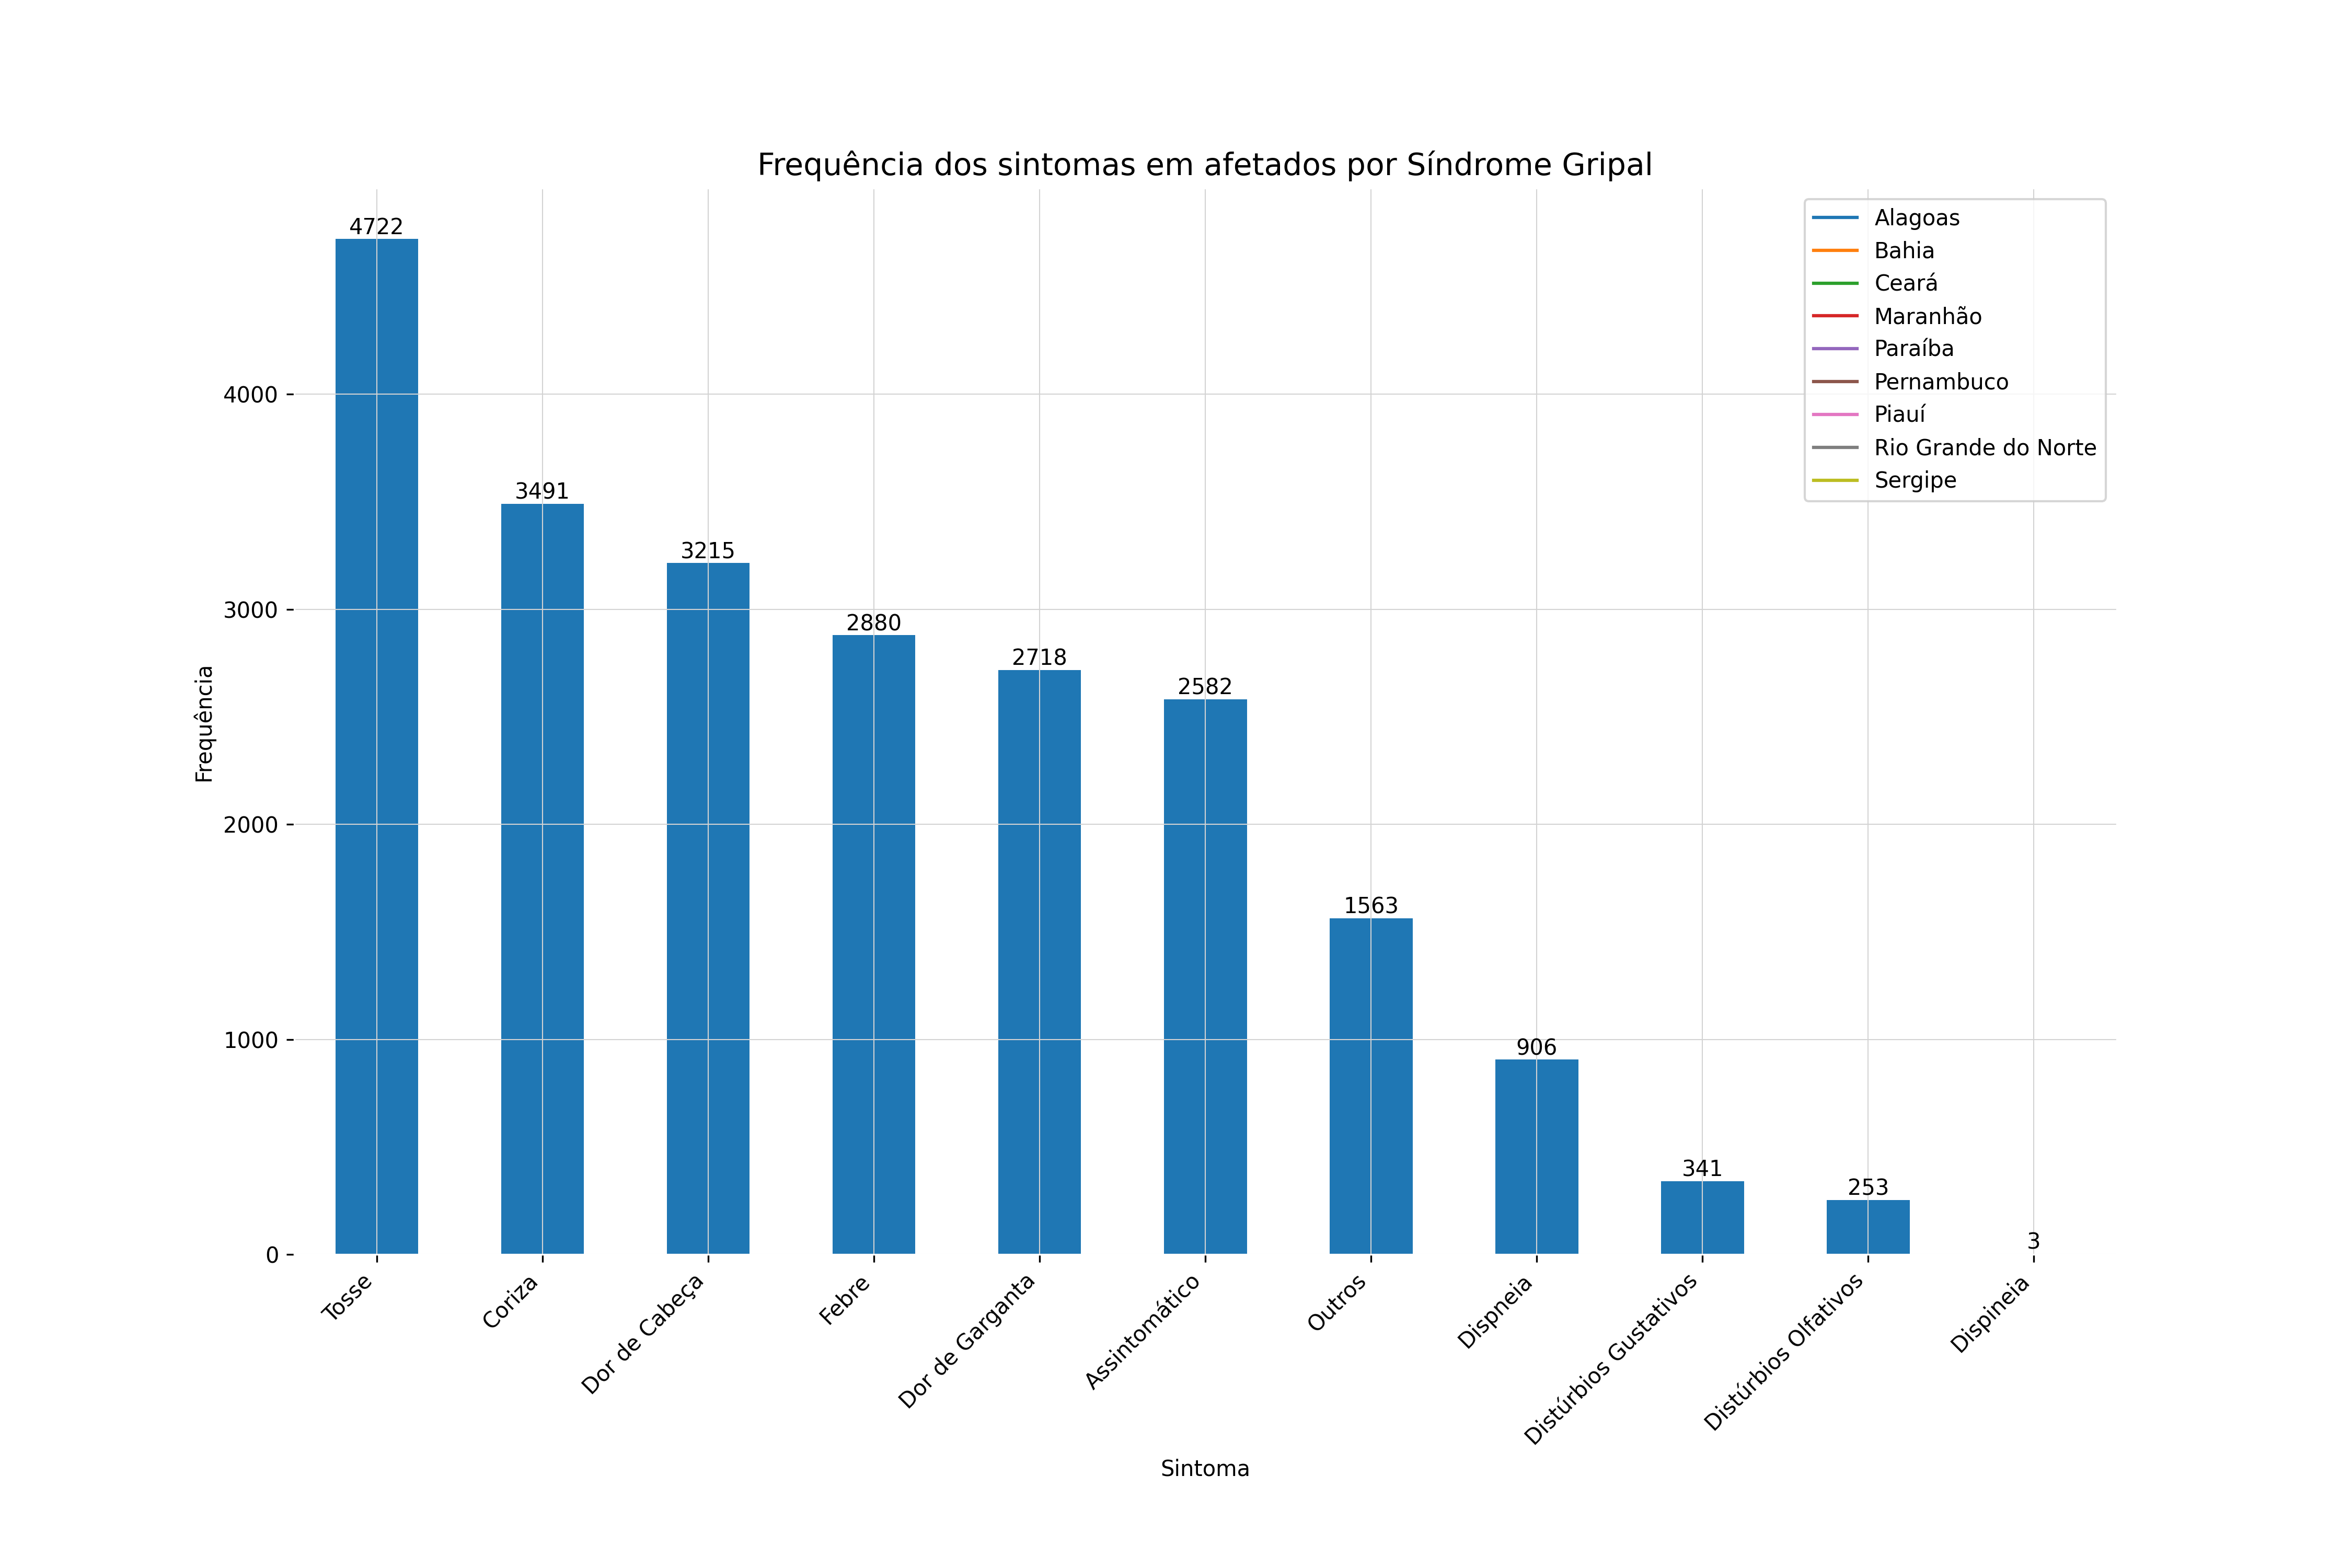 Frequência dos sintomas em afetados por Síndrome Gripal
Alagoas
Bahia
Ceará
Maranhão
Paraíba
Pernambuco
Piauí
Rio Grande do Norte
Sergipe
Frequência
4000
3000
2000
1000
0
4722
3491
3215
2880
2718
2582
1563
906
341
253
3
Tosse
Coriza
Dor de Cabeça
Febre
Dor de Garganta
Assintomático
Outros
Dispneia
Distúrbios Gustativos
Distúrbios Olfativos
Dispineia
Sintoma